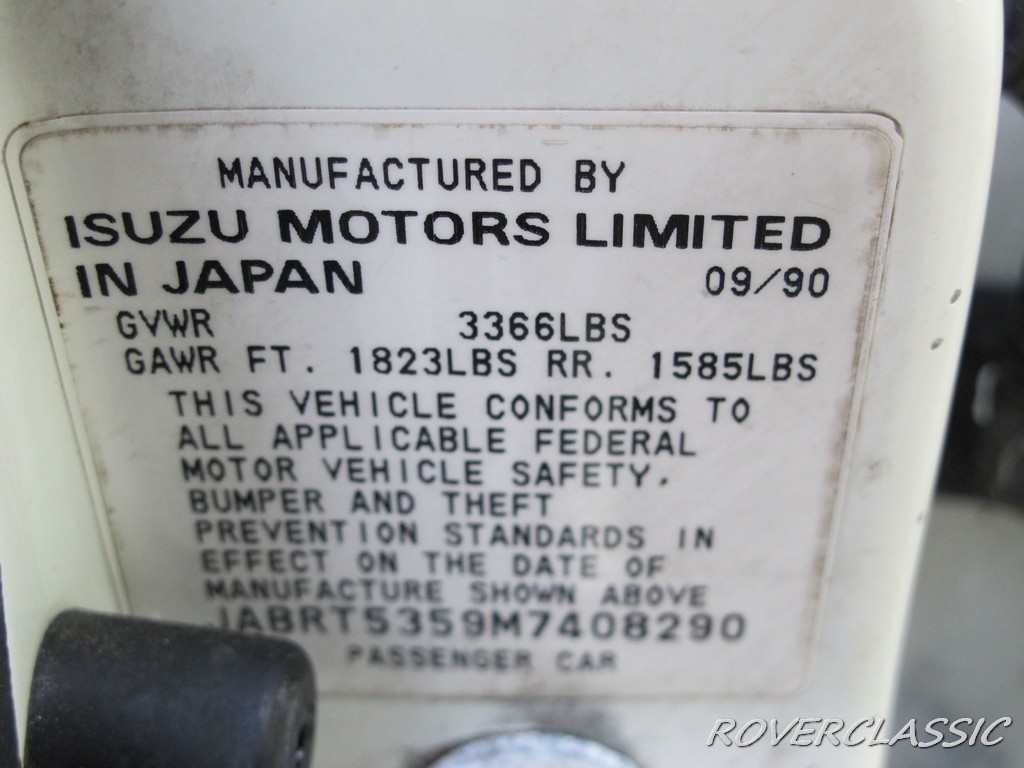 MANUFACTURED BY
ISUZU MOTORS LIMITED
IN JAPAN 09/90
GVWR 3366LBS
GAWR FT. 1823LBS RR. 1585LBS
THIS VEHICLE CONFORMS TO
ALL APPLICABLE FEDERAL
MOTOR VEHICLE SAFETY,
BUMPER AND THEFT
PREVENTION STANDARDS IN
EFFECT ON THE DATE OF
MANUFACTURE SHOWN ABOVE
JABRT5359M7408290
PASSENGER CAR
ROVERCLASSIC